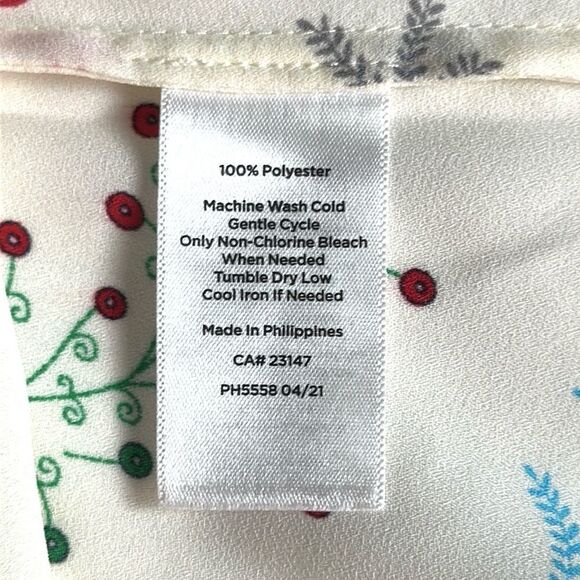 100% Polyester
Machine Wash Cold
Gentle Cycle
Only Non-Chlorine Bleach
When Needed
Tumble Dry Low
Cool Iron If Needed
Made In Philippines
CA# 23147
PH5558 04/21